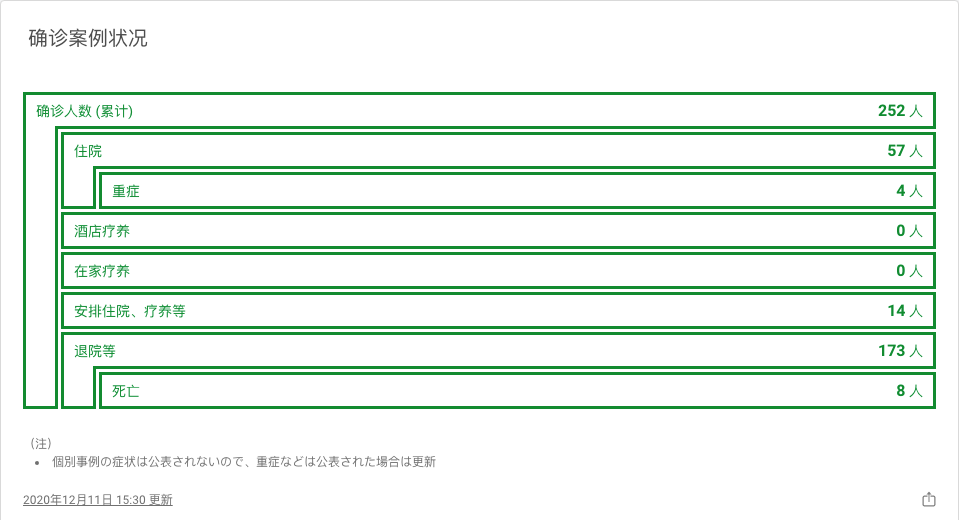 确诊案例状况
确诊人数 (累计) 252 人
住院 57 人
重症 4 人
酒店疗养 0 人
在家疗养 0 人
安排住院、疗养等 14 人
退院等 173 人
死亡 8 人
（注）
• 個別事例の症状は公表されないので、重症などは公表された場合は更新
2020年12月11日 15:30 更新